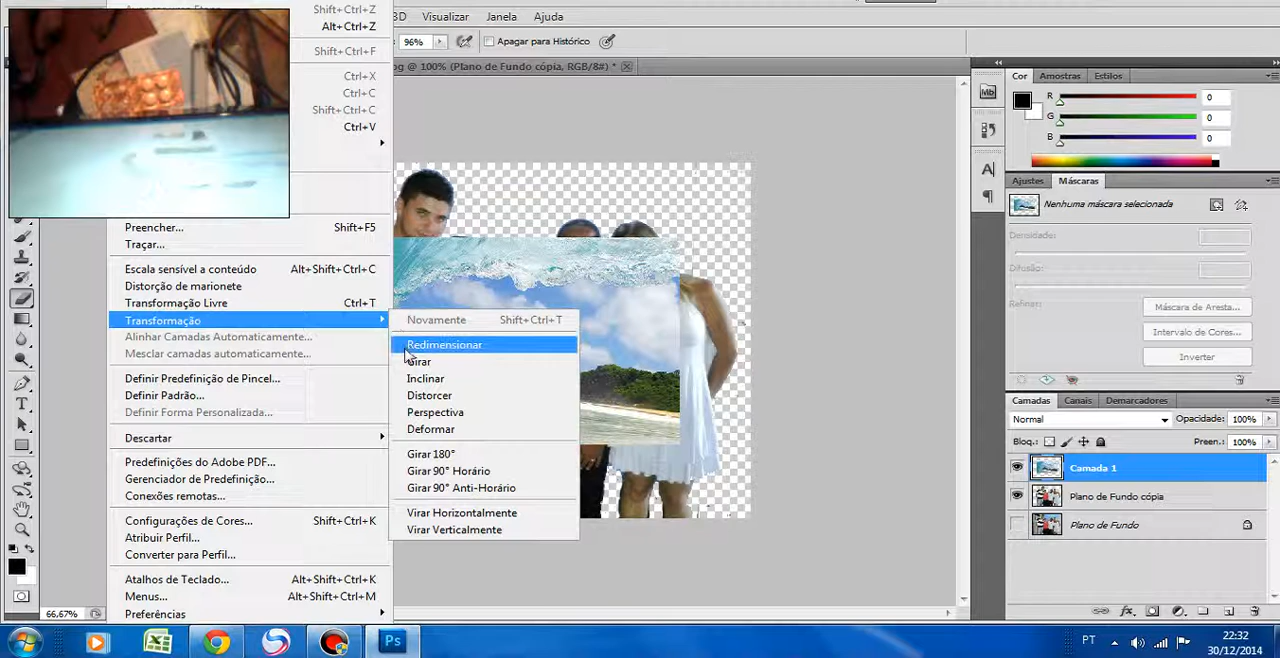 Shift+Ctrl+Z
Alt+Ctrl+Z
Shift+Ctrl+F
Ctrl+X
Ctrl+C
Shift+Ctrl+C
Ctrl+V
Preencher... Shift+F5
Traçar...
Escala sensível a conteúdo Alt+Shift+Ctrl+C
Distorção de marionete
Transformação Livre Ctrl+T
Transformação
Alinhar Camadas Automaticamente...
Mesclar camadas automaticamente...
Definir Predefinição de Pincel...
Definir Padrão...
Definir Forma Personalizada...
Descartar
Predefinições do Adobe PDF...
Gerenciador de Predefinição...
Conexões remotas...
Configurações de Cores... Shift+Ctrl+K
Atribuir Perfil...
Converter para Perfil...
Atalhos de Teclado... Alt+Shift+Ctrl+K
Menus... Alt+Shift+Ctrl+M
Preferências
Novamente Shift+Ctrl+T
Redimensionar
Girar
Inclinar
Distorcer
Perspectiva
Deformar
Girar 180°
Girar 90° Horário
Girar 90° Anti-Horário
Virar Horizontalmente
Virar Verticalmente
3D Visualizar Janela Ajuda
96% Apagar para Histórico
@ 100% (Plano de Fundo cópia, RGB/8#) *
Cor Amostras Estilos
R 0
G 0
B 0
Mb
A
Ajustes Máscaras
Nenhuma máscara selecionada
Densidade:
Difusão:
Refinar: Máscara de Aresta...
Intervalo de Cores...
Inverter
Camadas Canais Demarcadores
Normal Opacidade: 100%
Bloq.: Preen.: 100%
Camada 1
Plano de Fundo cópia
Plano de Fundo
fx
T
66,67%
Ps
PT
22:32
30/12/2014